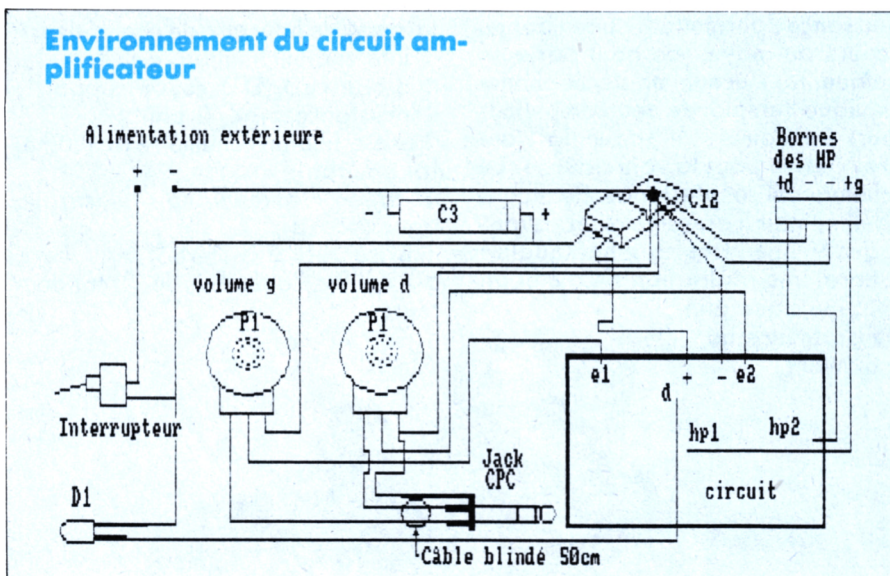 Environnement du circuit am-
plificateur
Alimentation extérieure
+ -
Bornes
des HP
+d +g
- C3 +
CI2
volume g
volume d
P1
P1
Interrupteur
e1
+
-
e2
d
hp1
hp2
Jack
CPC
circuit
D1
Câble blindé 50cm